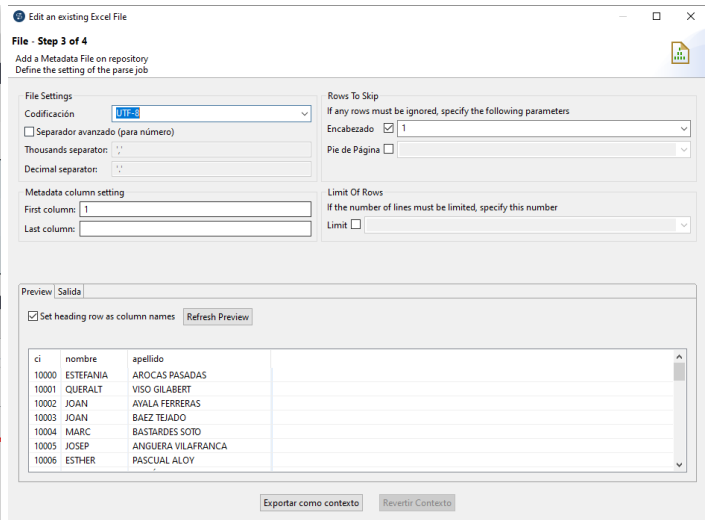 Edit an existing Excel File
File - Step 3 of 4
Add a Metadata File on repository
Define the setting of the parse job
File Settings
Codificación UTF-8
Separador avanzado (para número)
Thousands separator: ','
Decimal separator: '.'
Rows To Skip
If any rows must be ignored, specify the following parameters
Encabezado 1
Pie de Página
Metadata column setting
First column: 1
Last column:
Limit Of Rows
If the number of lines must be limited, specify this number
Limit
Preview Salida
Set heading row as column names Refresh Preview
ci nombre apellido
10000 ESTEFANIA AROCAS PASADAS
10001 QUERALT VISO GILABERT
10002 JOAN AYALA FERRERAS
10003 JOAN BAEZ TEJADO
10004 MARC BASTARDES SOTO
10005 JOSEP ANGUERA VILAFRANCA
10006 ESTHER PASCUAL ALOY
Exportar como contexto Revertir Contexto